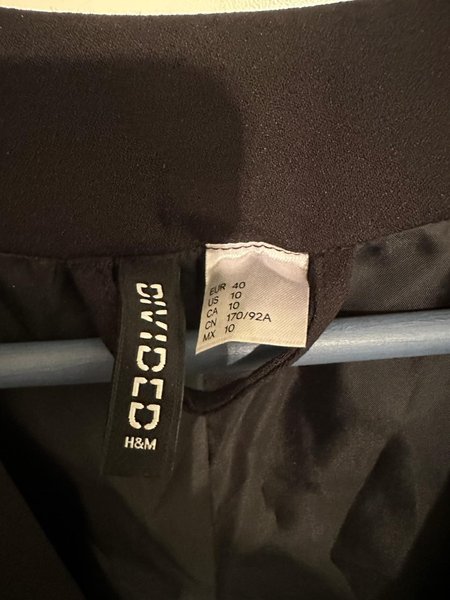 DIVIDED
H&M
EUR 40
US 10
CA 10
CN 170/92A
MX 10